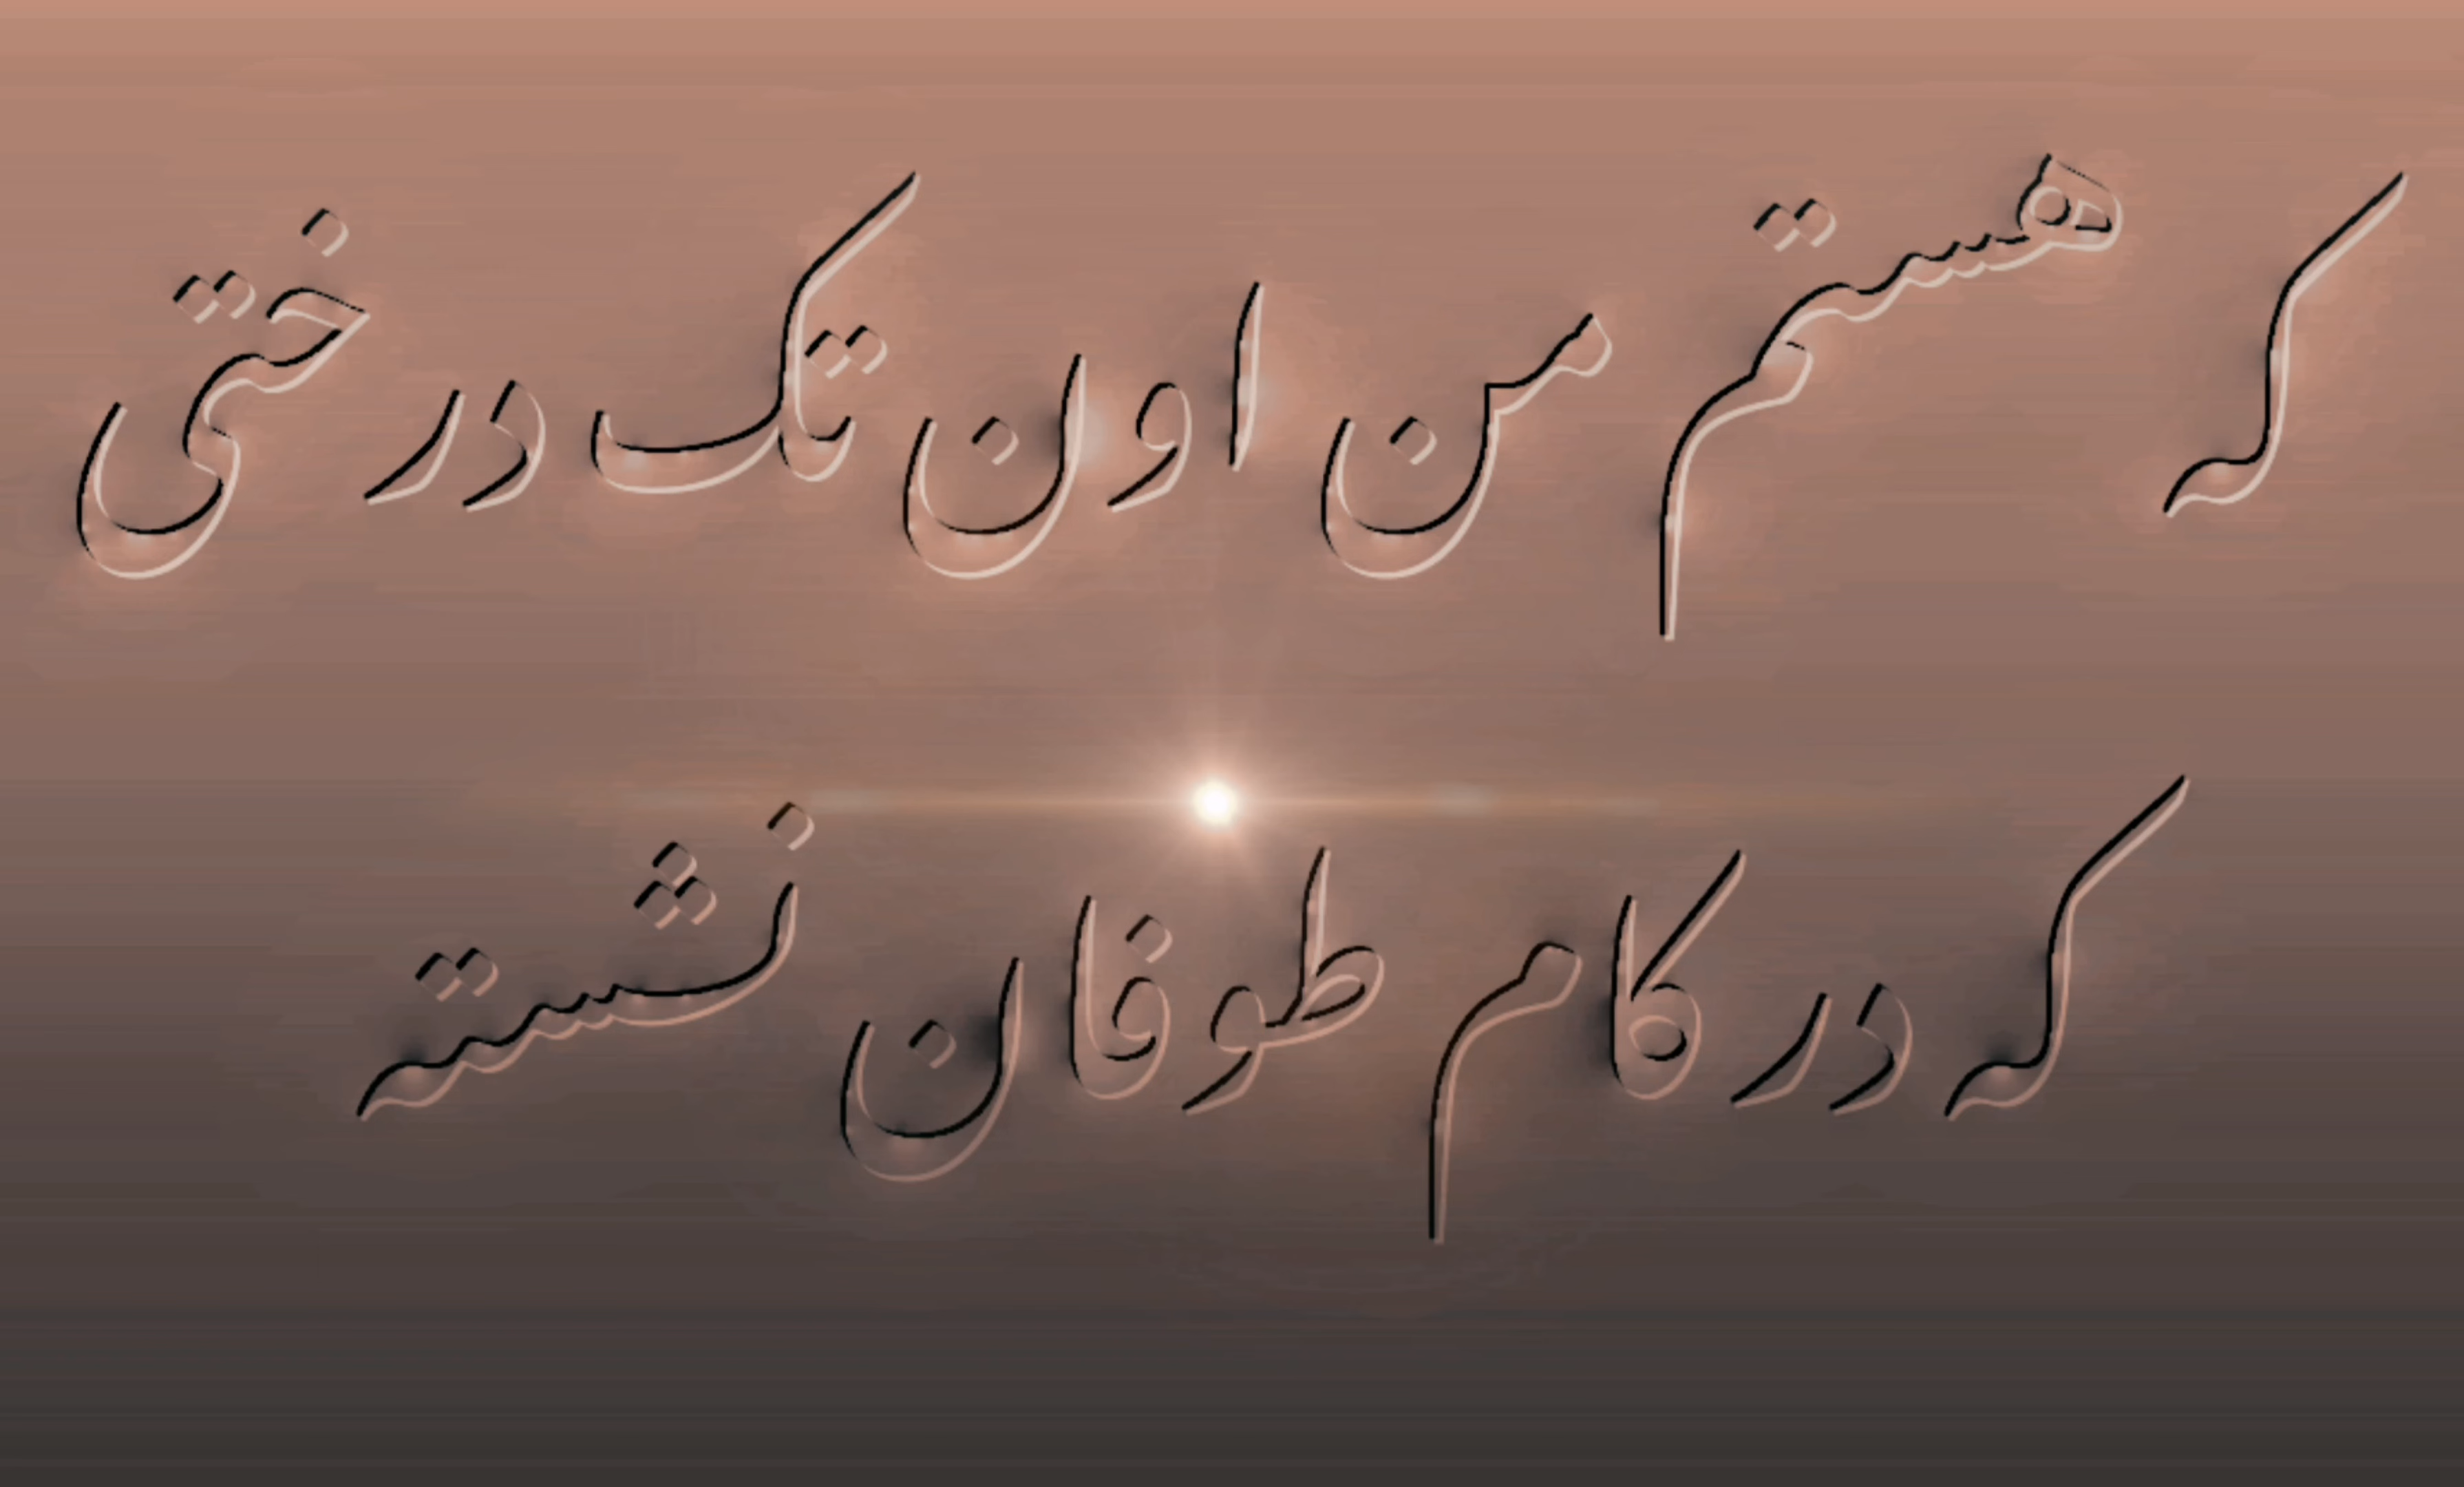 که هستم من اون تک درختی
که در کام طوفان نشسته